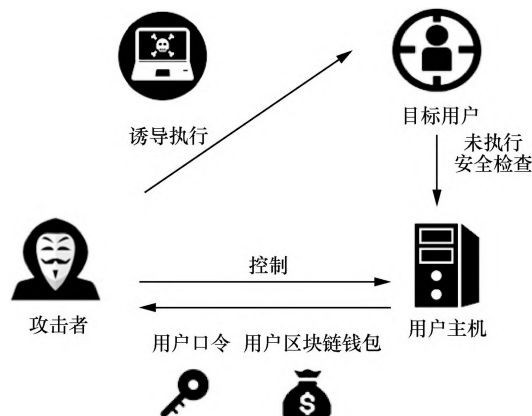 诱导执行
目标用户
未执行
安全检查
控制
攻击者
用户主机
用户口令
用户区块链钱包
$